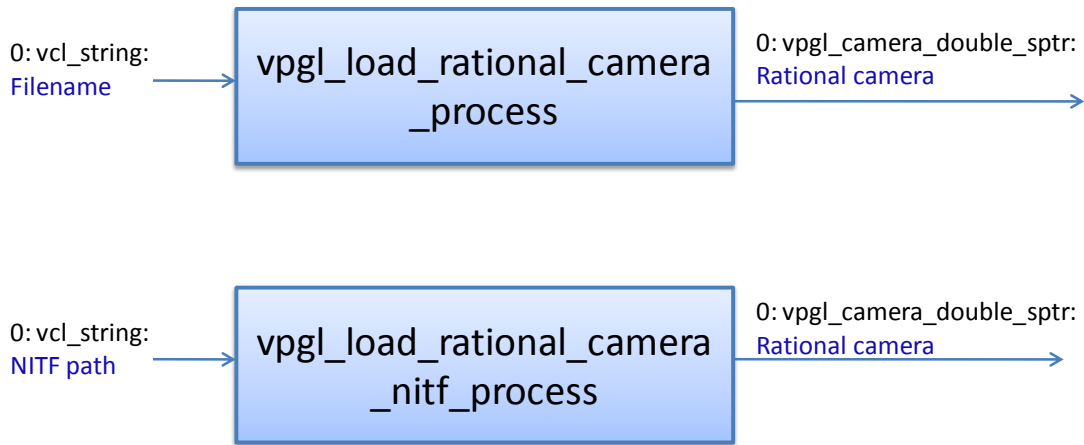 0: vcl_string:
Filename
vpgl_load_rational_camera
_process
0: vpgl_camera_double_sptr:
Rational camera
0: vcl_string:
NITF path
vpgl_load_rational_camera
_nitf_process
0: vpgl_camera_double_sptr:
Rational camera